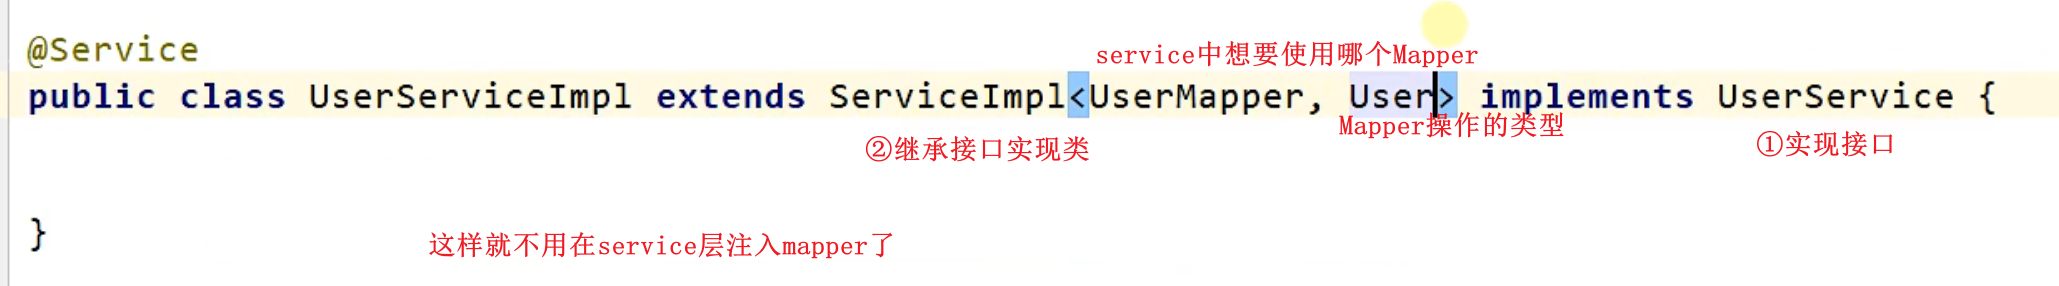 @Service
service中想要使用哪个Mapper
public class UserServiceImpl extends ServiceImpl<UserMapper, User> implements UserService {
Mapper操作的类型
②继承接口实现类
①实现接口
}
这样就不用在service层注入mapper了